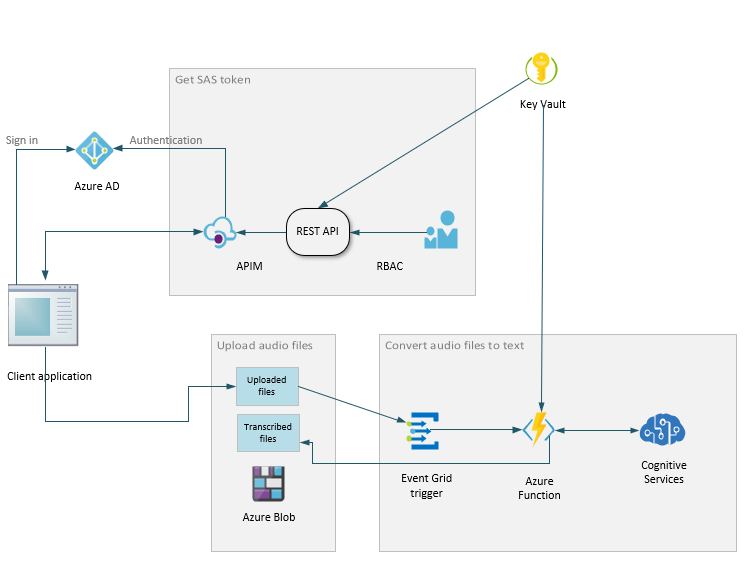 Get SAS token
Key Vault
Sign in
Authentication
Azure AD
REST API
APIM
RBAC
Client application
Upload audio files
Convert audio files to text
Uploaded
files
Transcribed
files
Azure Blob
Event Grid
trigger
Azure
Function
Cognitive
Services